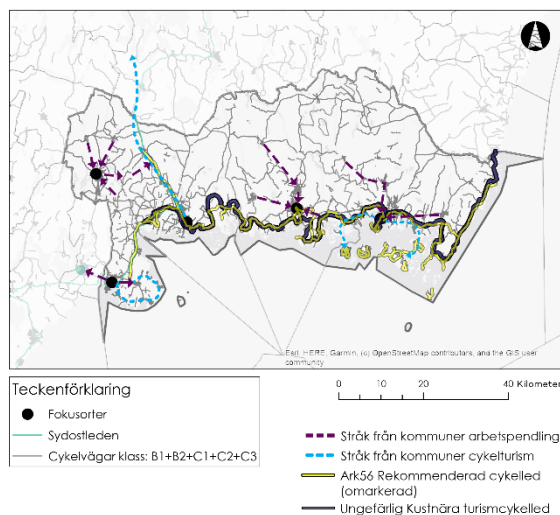 Esri, HERE, Garmin, (c) OpenStreetMap contributors, and the GIS user
community
Teckenförklaring
Fokusorter
Sydostleden
Cykelvägar klass: B1+B2+C1+C2+C3
0 10 20 40 Kilometer
Stråk från kommuner arbetspendling
Stråk från kommuner cykelturism
Ark56 Rekommenderad cykelled
(omarkerad)
Ungefärlig Kustnära turismcykelled